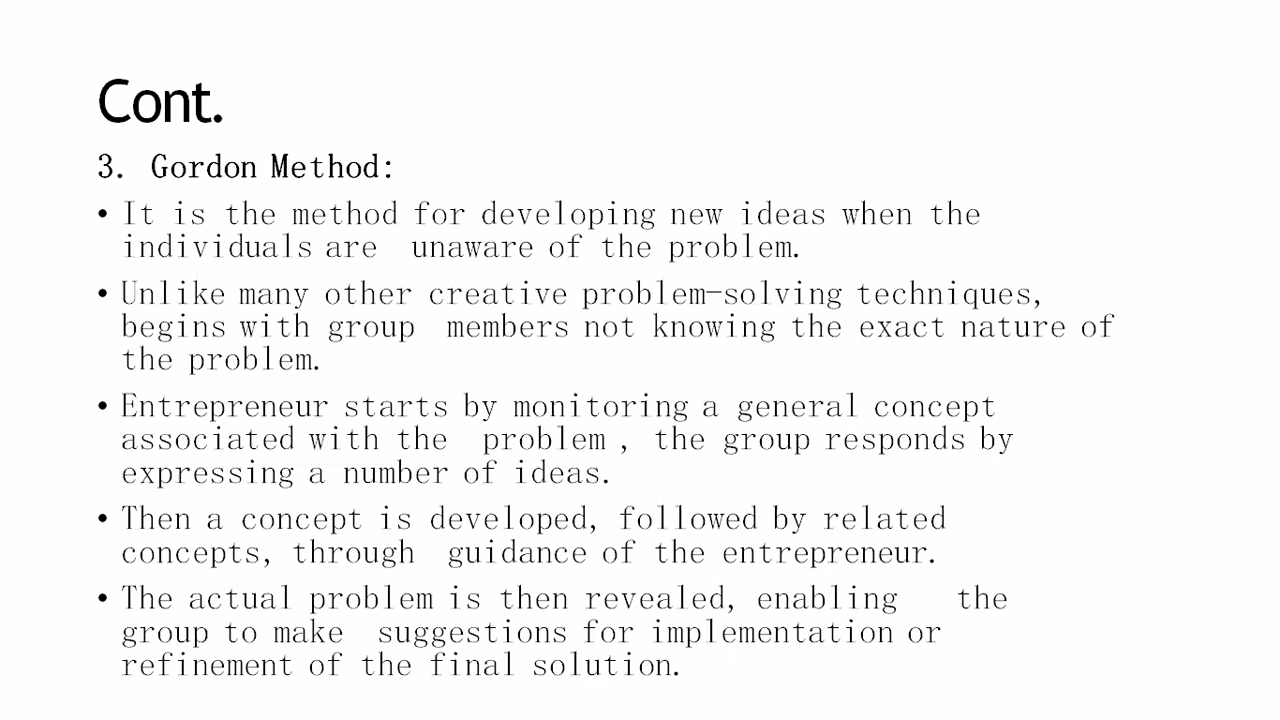 Cont.
3. Gordon Method:
• It is the method for developing new ideas when the
individuals are unaware of the problem.
• Unlike many other creative problem-solving techniques,
begins with group members not knowing the exact nature of
the problem.
• Entrepreneur starts by monitoring a general concept
associated with the problem , the group responds by
expressing a number of ideas.
• Then a concept is developed, followed by related
concepts, through guidance of the entrepreneur.
• The actual problem is then revealed, enabling the
group to make suggestions for implementation or
refinement of the final solution.